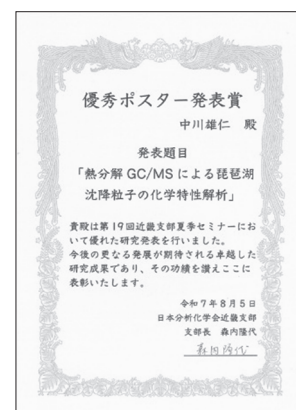 優秀ポスター発表賞
中川雄仁 殿
発表題目
「熱分解 GC/MS による琵琶湖
沈降粒子の化学特性解析」
貴殿は第19回近畿支部夏季セミナーにお
いて優れた研究発表を行いました。
今後の更なる発展が期待される卓越した
研究成果であり、その功績を讃えここに
表彰いたします。
令和7年8月5日
日本分析化学会近畿支部
支部長 森内隆代
森内隆代